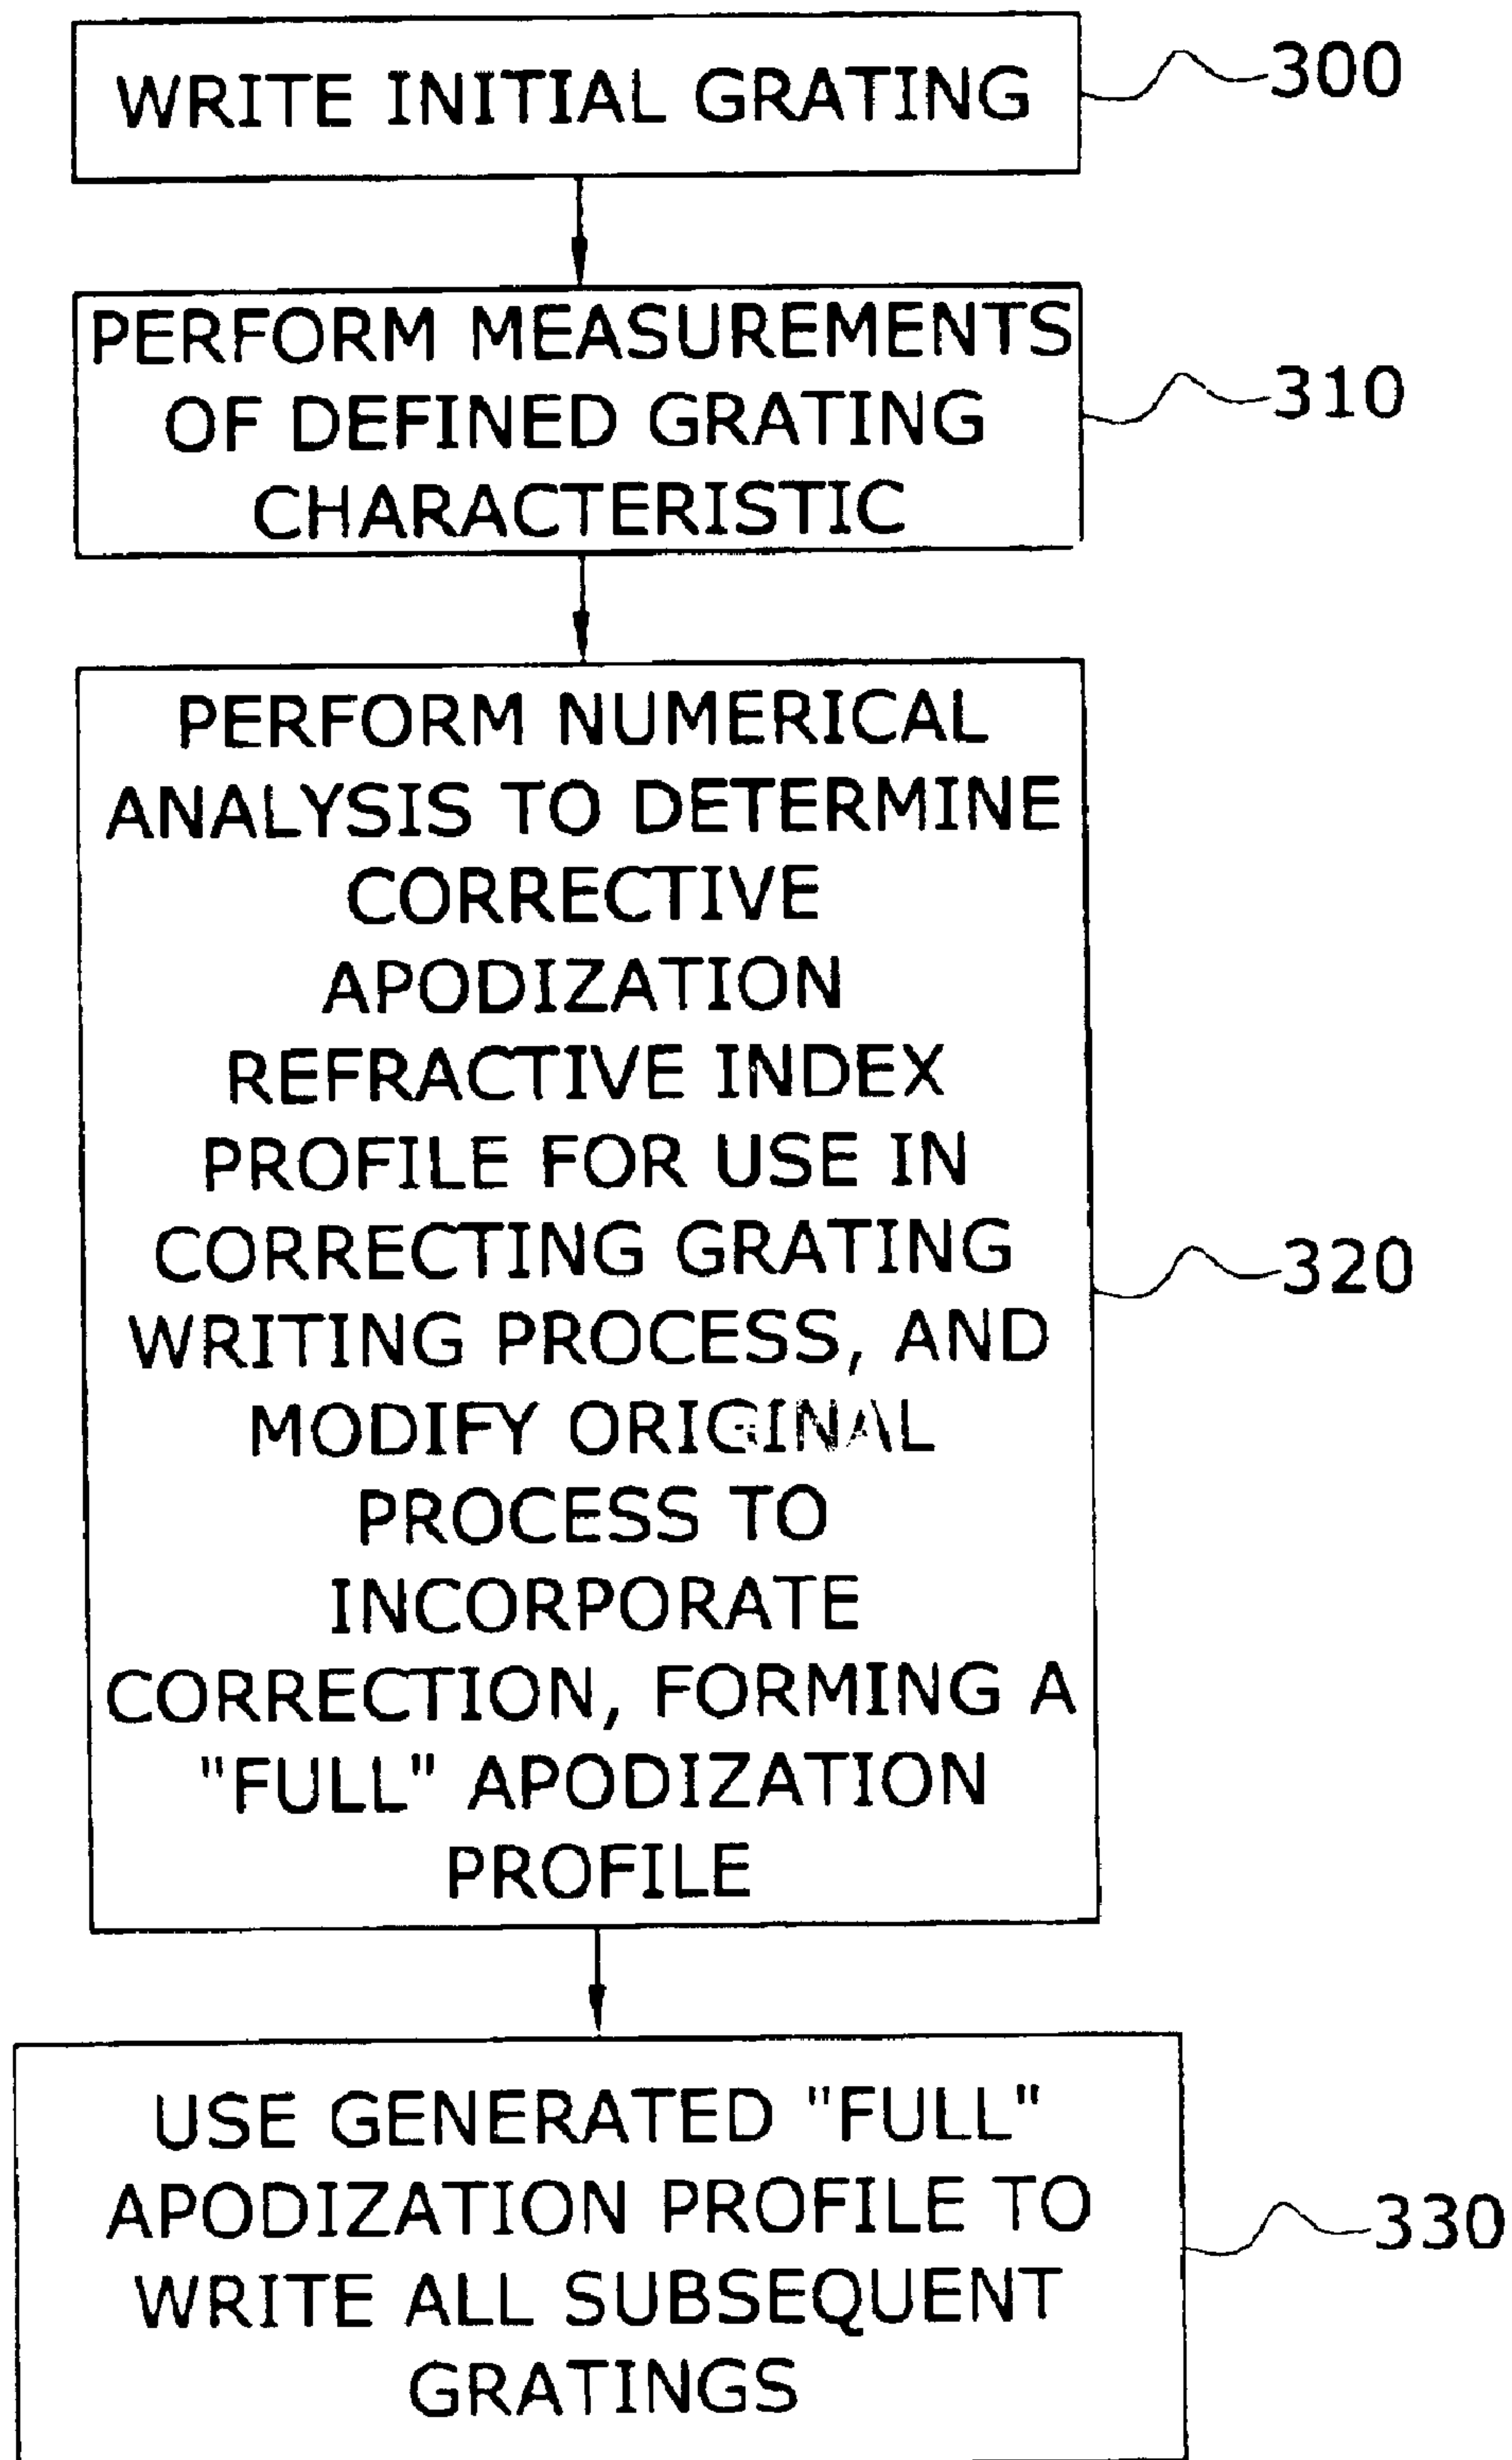 WRITE INITIAL GRATING
300
PERFORM MEASUREMENTS
OF DEFINED GRATING
CHARACTERISTIC
310
PERFORM NUMERICAL
ANALYSIS TO DETERMINE
CORRECTIVE
APODIZATION
REFRACTIVE INDEX
PROFILE FOR USE IN
CORRECTING GRATING
WRITING PROCESS, AND
MODIFY ORIGINAL
PROCESS TO
INCORPORATE
CORRECTION, FORMING A
"FULL" APODIZATION
PROFILE
320
USE GENERATED "FULL"
APODIZATION PROFILE TO
WRITE ALL SUBSEQUENT
GRATINGS
330